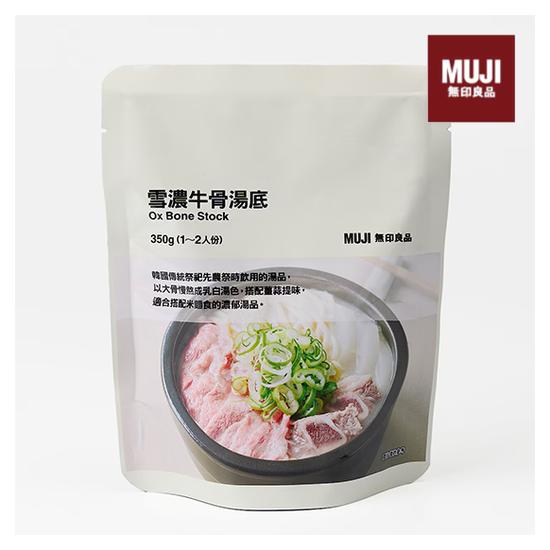 MUJI
無印良品
雪濃牛骨湯底
Ox Bone Stock
350g (1～2人份)
MUJI 無印良品
韓國傳統祭祀先農祭時飲用的湯品，
以大骨慢熬成乳白湯色，搭配薑蒜提味，
適合搭配米麵食的濃郁湯品。